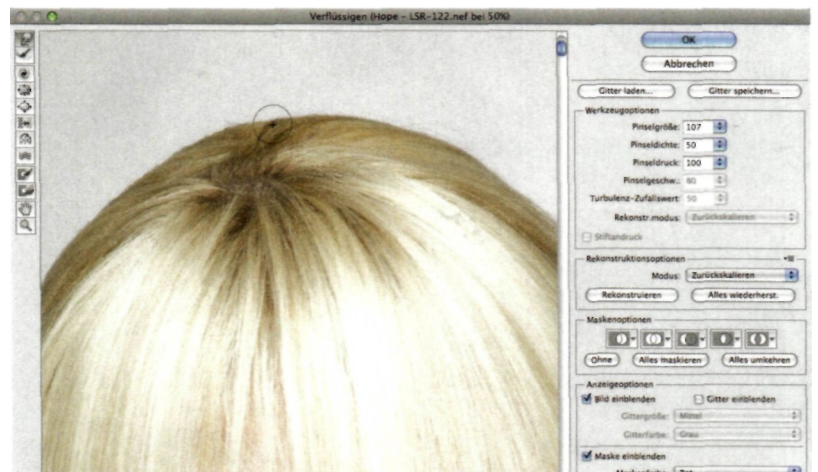 Verflüssigen (Hope – LSR-122.nef bei 50%)
OK
Abbrechen
Gitter laden...
Gitter speichern...
Werkzeugoptionen
Pinselgröße: 107
Pinseldichte: 50
Pinseldruck: 100
Pinselgeschw.: 80
Turbulenz-Zufallswert: 50
Rekonstr.modus: Zurückskalieren
Stiftandruck
Rekonstruktionsoptionen
Modus: Zurückskalieren
Rekonstruieren
Alles wiederherst.
Maskenoptionen
Ohne
Alles maskieren
Alles umkehren
Anzeigeoptionen
Bild einblenden
Gitter einblenden
Gittergröße: Mittel
Gitterfarbe: Grau
Maske einblenden